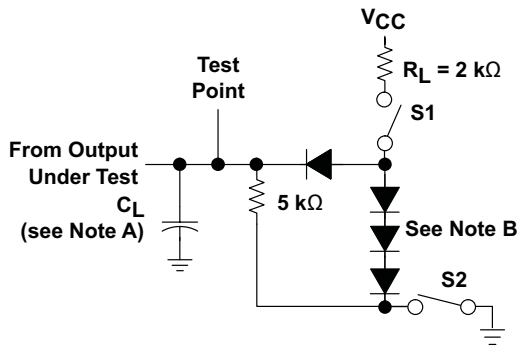 VCC
RL = 2 kΩ
Test
Point
S1
From Output
Under Test
CL
(see Note A)
5 kΩ
See Note B
S2